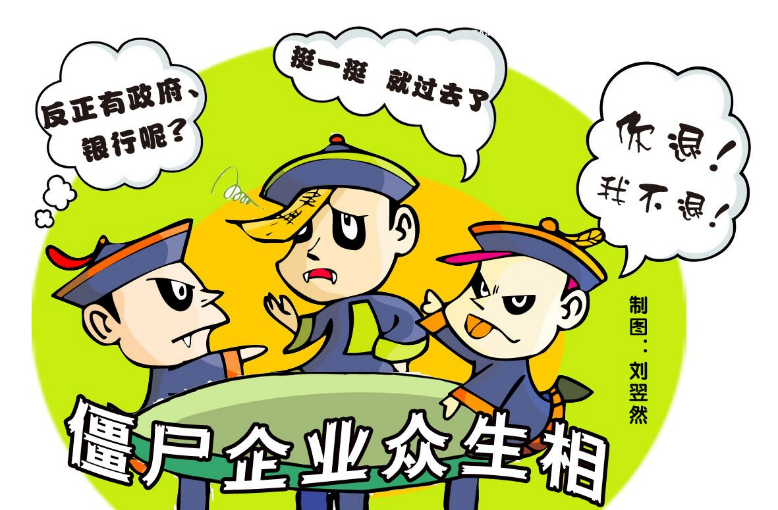 反正有政府、
银行呢?
挺一挺 就过去了
你退!
我不退!
制图：刘翌然
僵尸企业众生相